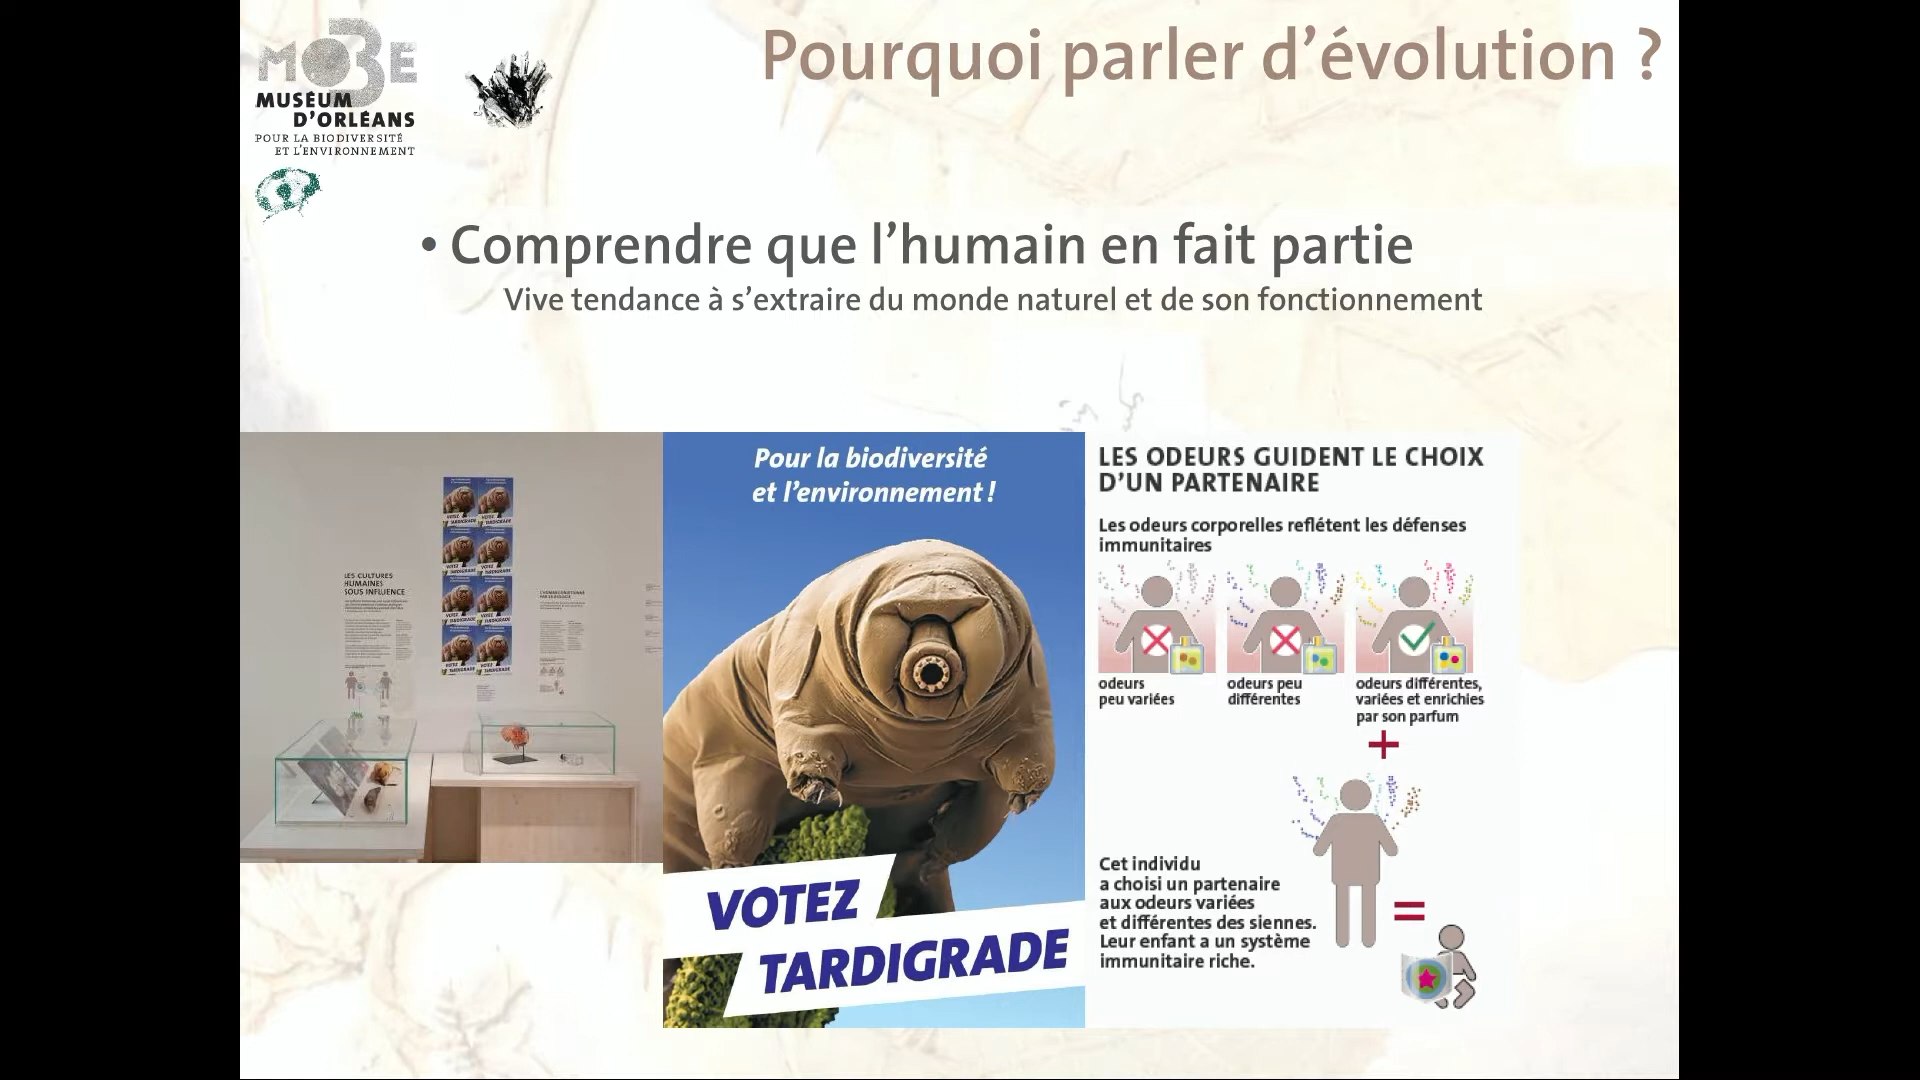 MOBE
MUSÉUM
D'ORLÉANS
POUR LA BIODIVERSITÉ
ET L'ENVIRONNEMENT
Pourquoi parler d'évolution ?
• Comprendre que l'humain en fait partie
Vive tendance à s'extraire du monde naturel et de son fonctionnement
LES CULTURES
HUMAINES
SOUS INFLUENCE
VOTEZ
TARDIGRADE
Pour la biodiversité
et l'environnement !
VOTEZ
TARDIGRADE
LES ODEURS GUIDENT LE CHOIX
D'UN PARTENAIRE
Les odeurs corporelles reflétent les défenses
immunitaires
odeurs
peu variées
odeurs peu
différentes
odeurs différentes,
variées et enrichies
par son parfum
+
Cet individu
a choisi un partenaire
aux odeurs variées
et différentes des siennes.
Leur enfant a un système
immunitaire riche.
=